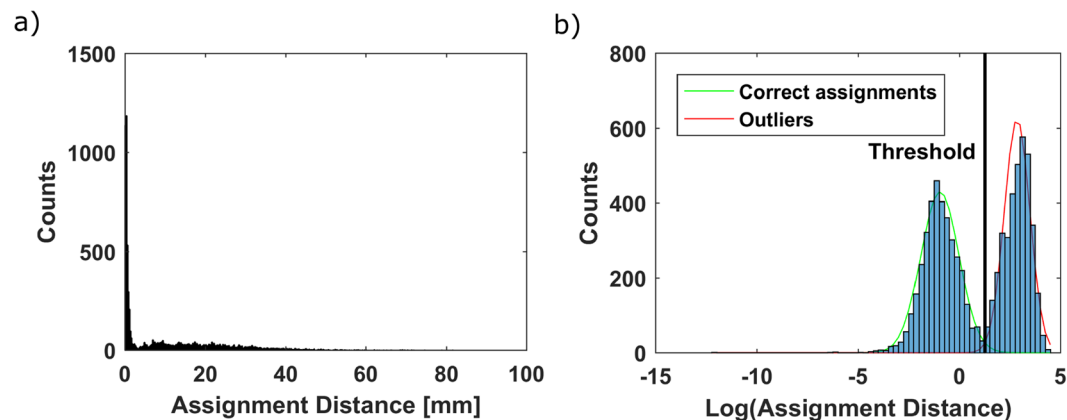 a)
1500
1000
500
0
Counts
0 20 40 60 80 100
Assignment Distance [mm]
b)
800
600
400
200
0
Counts
Correct assignments
Outliers
Threshold
-15 -10 -5 0 5
Log(Assignment Distance)